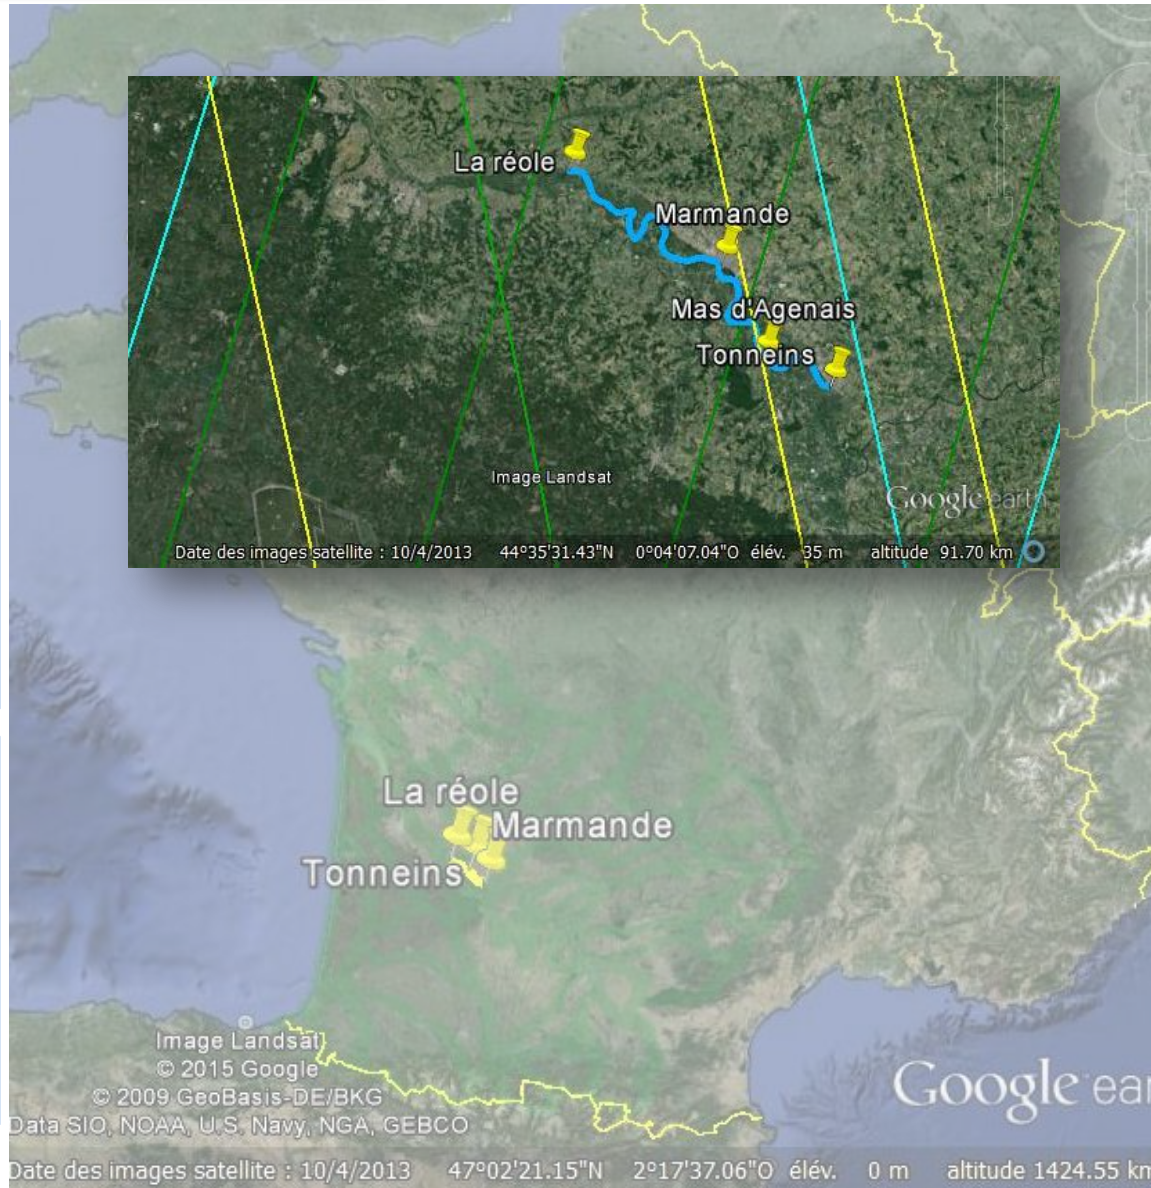 La réole
Marmande
Mas d'Agenais
Tonneins
Image Landsat
Google earth
Date des images satellite : 10/4/2013 44°35'31.43"N 0°04'07.04"O élév. 35 m altitude 91.70 km
La réole
Marmande
Tonneins
Image Landsat
© 2015 Google
© 2009 GeoBasis-DE/BKG
Data SIO, NOAA, U.S. Navy, NGA, GEBCO
Google ear
Date des images satellite : 10/4/2013 47°02'21.15"N 2°17'37.06"O élév. 0 m altitude 1424.55 km